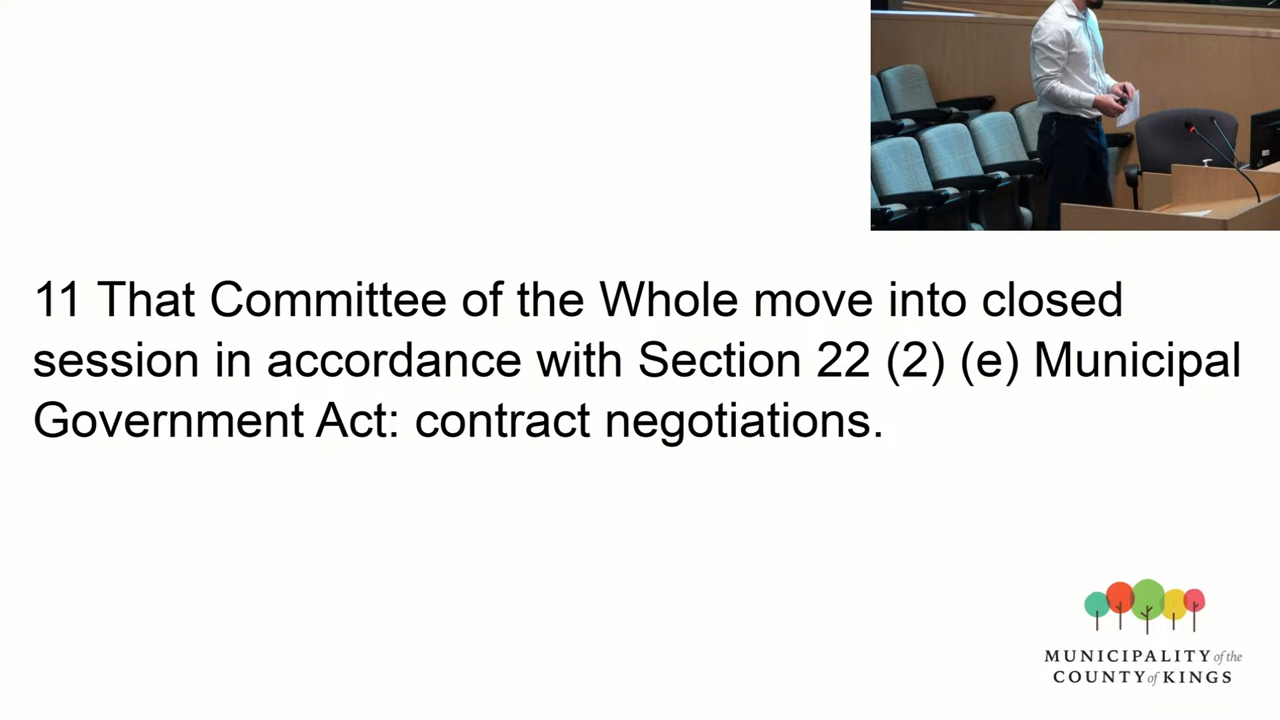 11 That Committee of the Whole move into closed
session in accordance with Section 22 (2) (e) Municipal
Government Act: contract negotiations.
MUNICIPALITY of the
COUNTY of KINGS